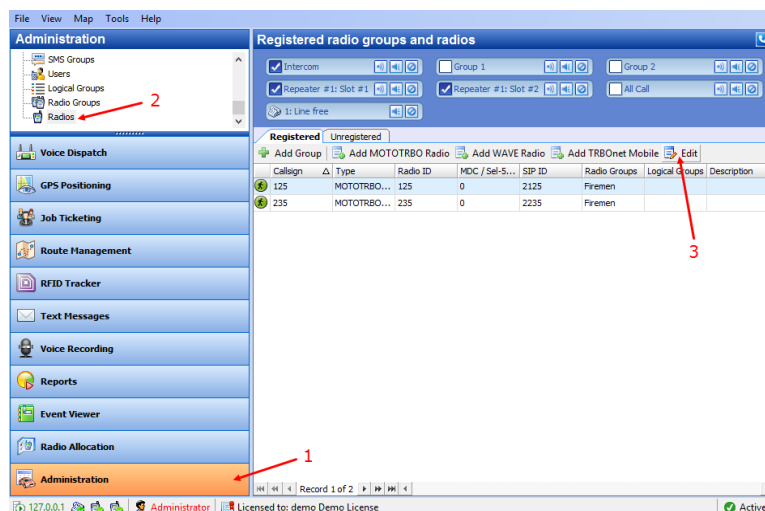 File View Map Tools Help
Administration
SMS Groups
Users
Logical Groups
Radio Groups
Radios
2
Voice Dispatch
GPS Positioning
Job Ticketing
Route Management
RFID Tracker
Text Messages
Voice Recording
Reports
Event Viewer
Radio Allocation
Administration
1
Registered radio groups and radios
Intercom Group 1 Group 2
Repeater #1: Slot #1 Repeater #1: Slot #2 All Call
1: Line free
Registered Unregistered
Add Group Add MOTOTRBO Radio Add WAVE Radio Add TRBOnet Mobile Edit
Callsign Type Radio ID MDC / Sel-5... SIP ID Radio Groups Logical Groups Description
125 MOTOTRBO... 125 0 2125 Firemen
235 MOTOTRBO... 235 0 2235 Firemen
3
Record 1 of 2
127.0.0.1 Administrator Licensed to: demo Demo License Active